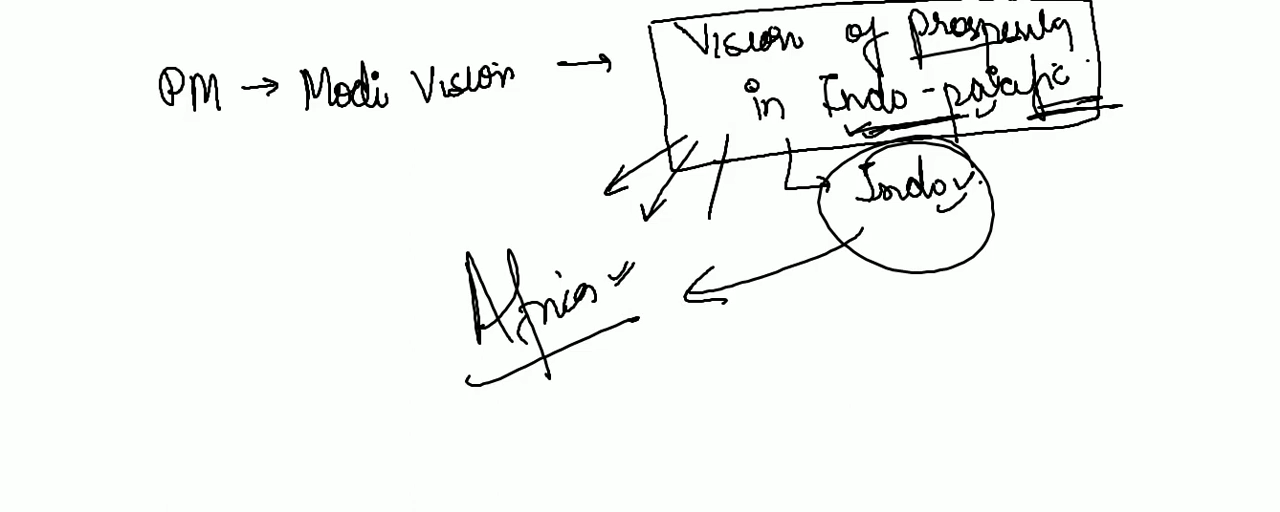 PM → Modi Vision → Vision of prosperity
in Indo-pacific
Indo
Africa